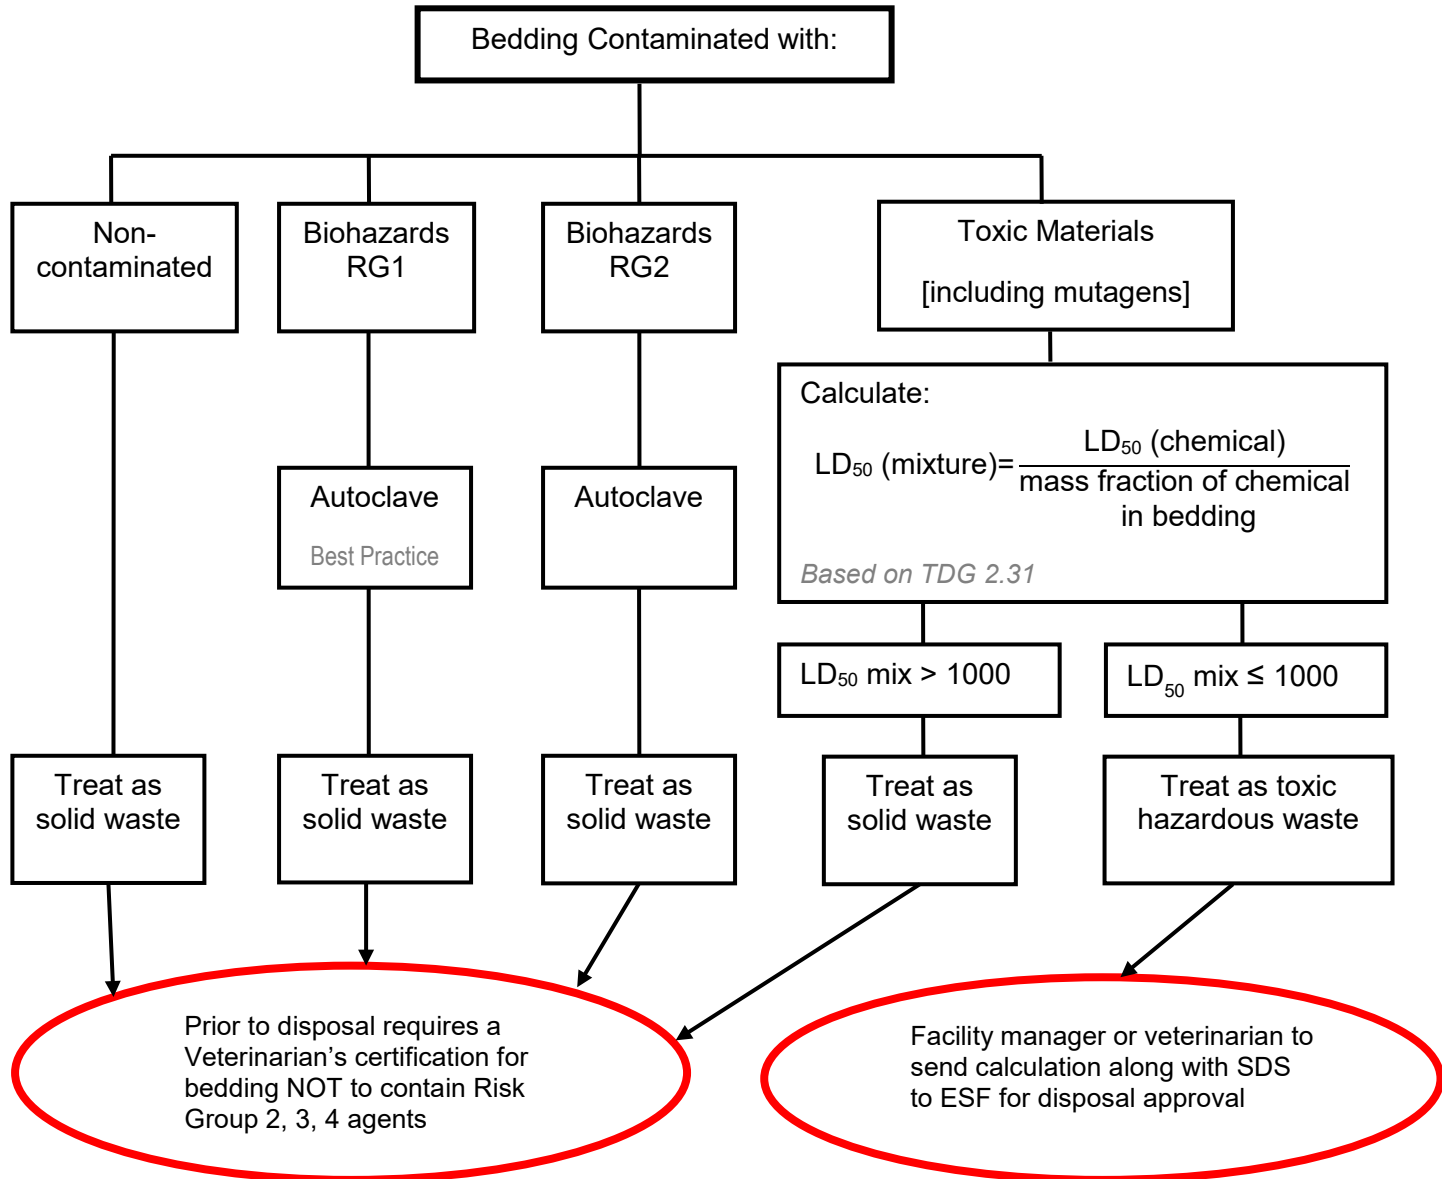 Bedding Contaminated with:
Non-
contaminated
Biohazards
RG1
Biohazards
RG2
Toxic Materials
[including mutagens]
Autoclave
Best Practice
Autoclave
Calculate:
LD₅₀ (mixture)=
LD₅₀ (chemical)
mass fraction of chemical
in bedding
Based on TDG 2.31
LD₅₀ mix > 1000
LD₅₀ mix ≤ 1000
Treat as
solid waste
Treat as
solid waste
Treat as
solid waste
Treat as
solid waste
Treat as toxic
hazardous waste
Prior to disposal requires a
Veterinarian’s certification for
bedding NOT to contain Risk
Group 2, 3, 4 agents
Facility manager or veterinarian to
send calculation along with SDS
to ESF for disposal approval